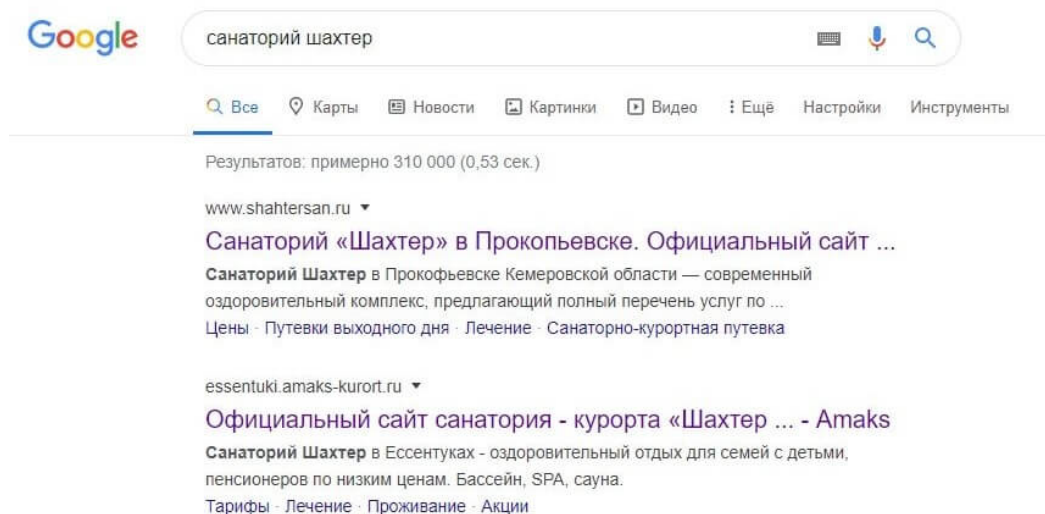 Google
санаторий шахтер
Все Карты Новости Картинки Видео Ещё Настройки Инструменты
Результатов: примерно 310 000 (0,53 сек.)
www.shahtersan.ru
Санаторий «Шахтер» в Прокопьевске. Официальный сайт ...
Санаторий Шахтер в Прокофьевске Кемеровской области — современный
оздоровительный комплекс, предлагающий полный перечень услуг по ...
Цены · Путевки выходного дня · Лечение · Санаторно-курортная путевка
essentuki.amaks-kurort.ru
Официальный сайт санатория - курорта «Шахтер ... - Amaks
Санаторий Шахтер в Ессентуках - оздоровительный отдых для семей с детьми,
пенсионеров по низким ценам. Бассейн, SPA, сауна.
Тарифы · Лечение · Проживание · Акции